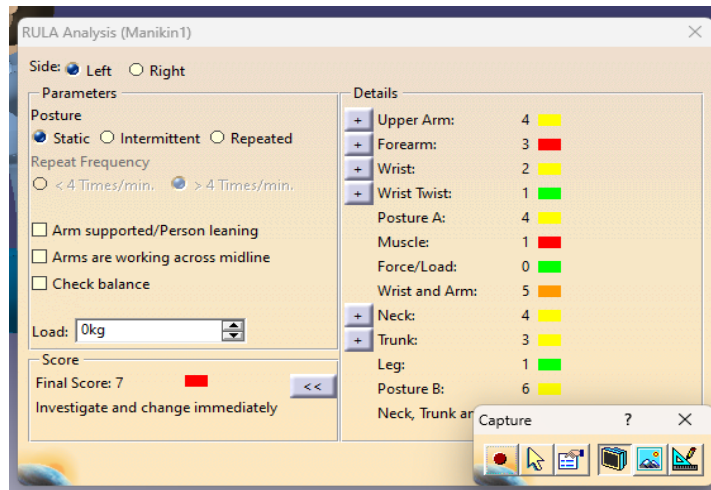 RULA Analysis (Manikin1)
Side: Left Right
Parameters
Posture
Static Intermittent Repeated
Repeat Frequency
< 4 Times/min. > 4 Times/min.
Arm supported/Person leaning
Arms are working across midline
Check balance
Load: 0kg
Score
Final Score: 7
<<
Investigate and change immediately
Details
+ Upper Arm: 4
+ Forearm: 3
+ Wrist: 2
+ Wrist Twist: 1
Posture A: 4
Muscle: 1
Force/Load: 0
Wrist and Arm: 5
+ Neck: 4
+ Trunk: 3
Leg: 1
Posture B: 6
Neck, Trunk
Capture ?